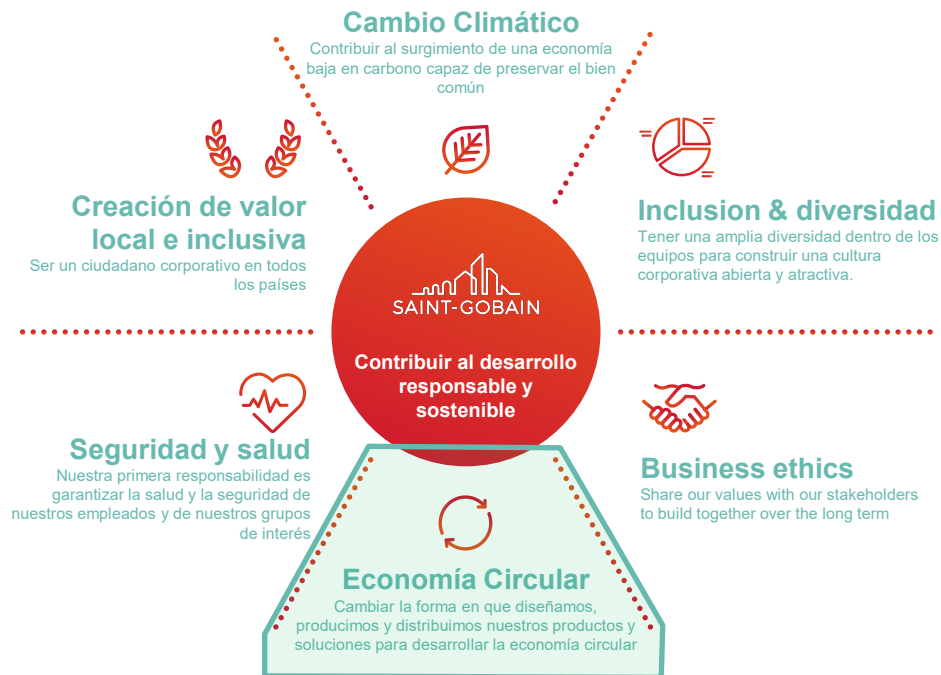 Cambio Climático
Contribuir al surgimiento de una economía
baja en carbono capaz de preservar el bien
común
Creación de valor
local e inclusiva
Ser un ciudadano corporativo en todos
los países
Inclusion & diversidad
Tener una amplia diversidad dentro de los
equipos para construir una cultura
corporativa abierta y atractiva.
SAINT-GOBAIN
Contribuir al desarrollo
responsable y
sostenible
Seguridad y salud
Nuestra primera responsabilidad es
garantizar la salud y la seguridad de
nuestros empleados y de nuestros grupos
de interés
Business ethics
Share our values with our stakeholders
to build together over the long term
Economía Circular
Cambiar la forma en que diseñamos,
producimos y distribuimos nuestros productos y
soluciones para desarrollar la economía circular